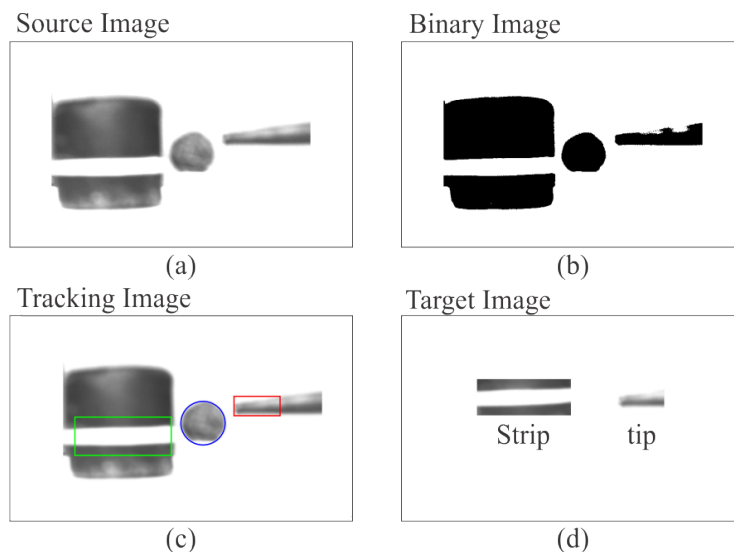 Source Image
Binary Image
(a)
(b)
Tracking Image
Target Image
Strip
tip
(c)
(d)